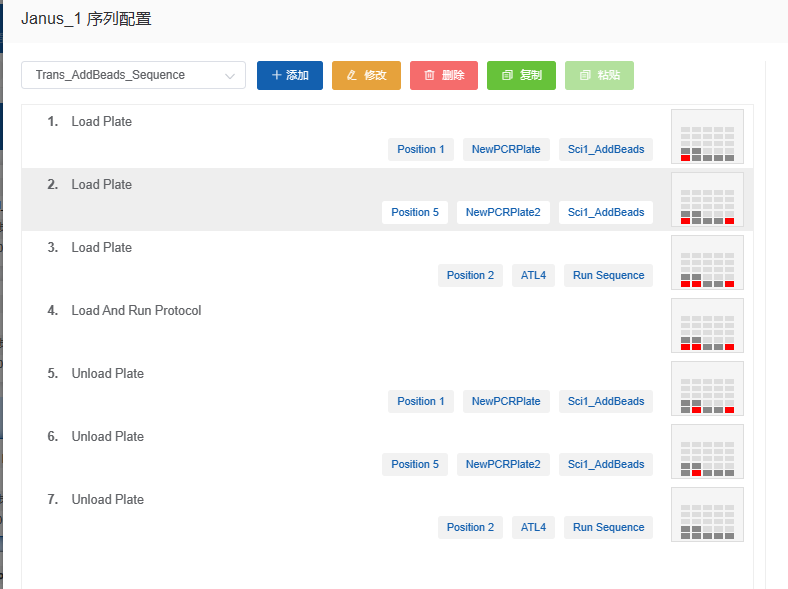 Janus_1 序列配置
Trans_AddBeads_Sequence 添加 修改 删除 复制 粘贴
1. Load Plate
Position 1 NewPCRPlate Sci1_AddBeads
2. Load Plate
Position 5 NewPCRPlate2 Sci1_AddBeads
3. Load Plate
Position 2 ATL4 Run Sequence
4. Load And Run Protocol
5. Unload Plate
Position 1 NewPCRPlate Sci1_AddBeads
6. Unload Plate
Position 5 NewPCRPlate2 Sci1_AddBeads
7. Unload Plate
Position 2 ATL4 Run Sequence